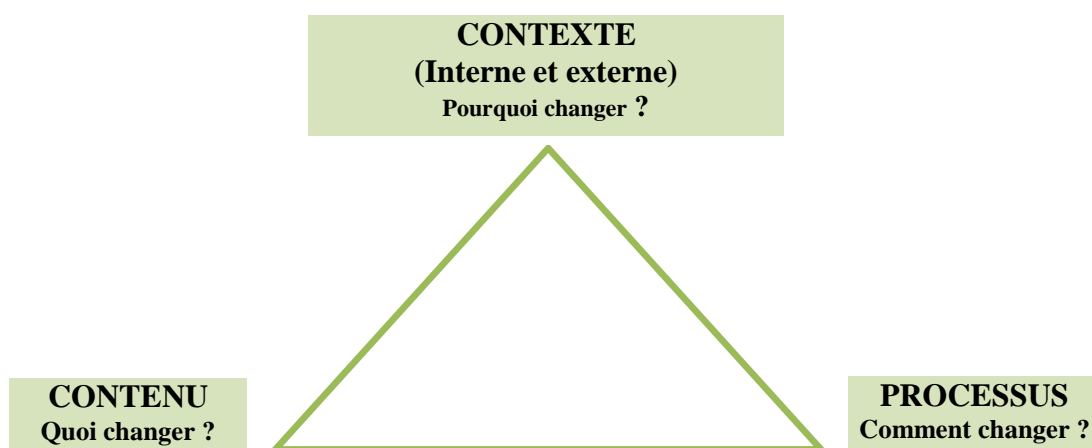 CONTEXTE
(Interne et externe)
Pourquoi changer ?
CONTENU
Quoi changer ?
PROCESSUS
Comment changer ?